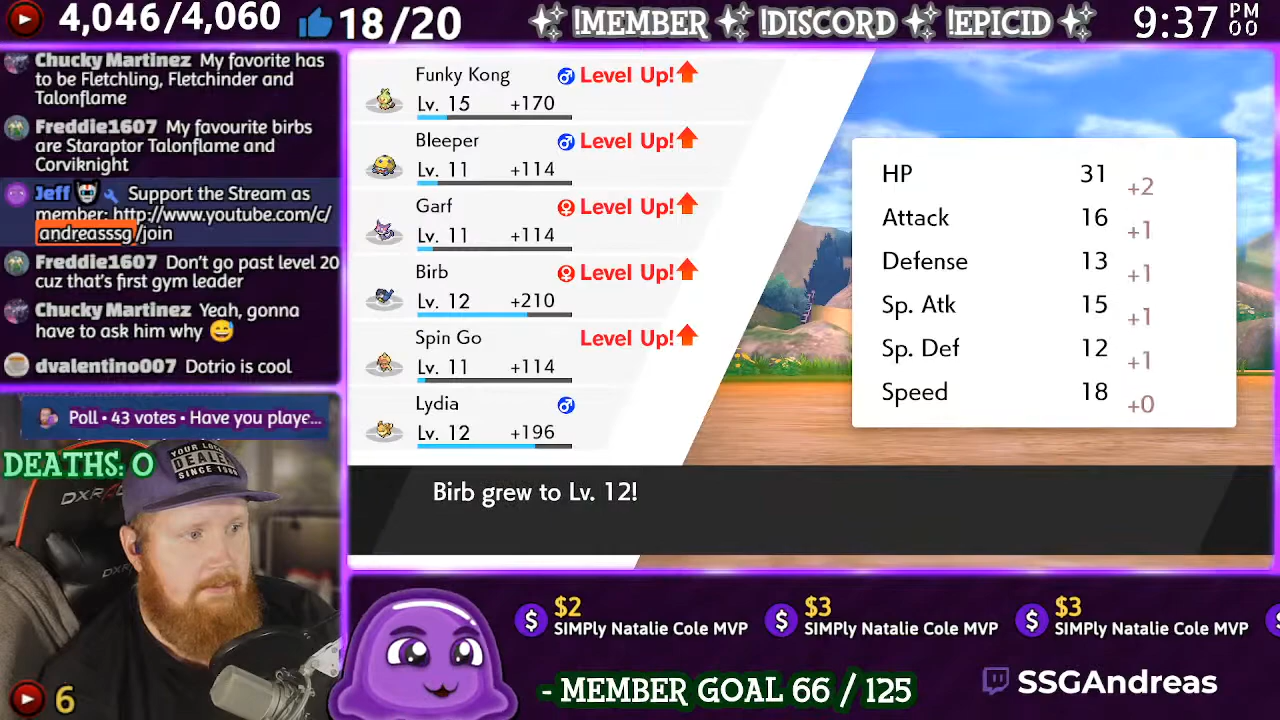 4,046/4,060
18/20
!MEMBER !DISCORD !EPICID
9:37 PM
00
Chucky Martinez My favorite has
to be Fletchling, Fletchinder and
Talonflame
Freddie1607 My favourite birbs
are Staraptor Talonflame and
Corviknight
Jeff Support the Stream as
member: http://www.youtube.com/c/
andreasssg/join
Freddie1607 Don't go past level 20
cuz that's first gym leader
Chucky Martinez Yeah, gonna
have to ask him why
dvalentino007 Dotrio is cool
Poll • 43 votes • Have you playe...
DEATHS: 0
YOUR LOCAL
DEALER
SINCE 19
DXR
6
Funky Kong Level Up!
Lv. 15 +170
Bleeper Level Up!
Lv. 11 +114
Garf Level Up!
Lv. 11 +114
Birb Level Up!
Lv. 12 +210
Spin Go Level Up!
Lv. 11 +114
Lydia
Lv. 12 +196
HP 31 +2
Attack 16 +1
Defense 13 +1
Sp. Atk 15 +1
Sp. Def 12 +1
Speed 18 +0
Birb grew to Lv. 12!
$2
SIMPly Natalie Cole MVP
$3
SIMPly Natalie Cole MVP
$3
SIMPly Natalie Cole MVP
- MEMBER GOAL 66 / 125
SSGAndreas